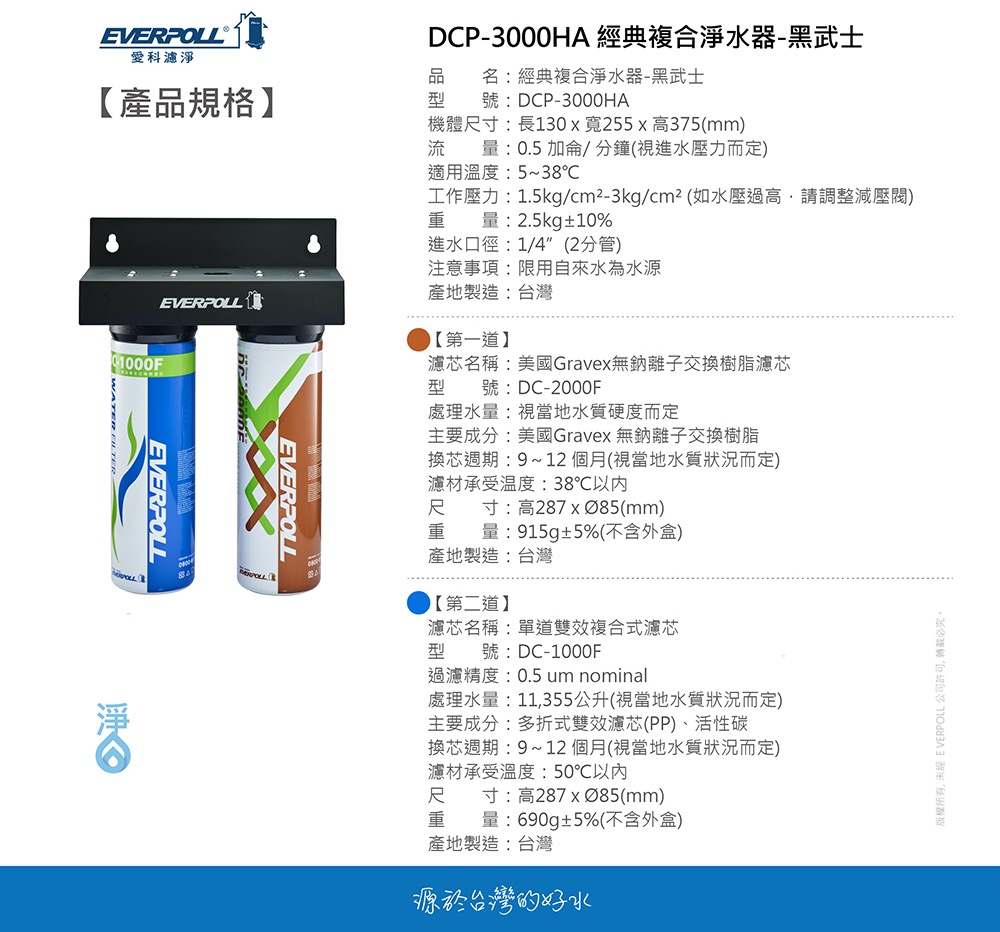 EVERPOLL®
愛科濾淨
【產品規格】
DCP-3000HA 經典複合淨水器-黑武士
品 名：經典複合淨水器-黑武士
型 號：DCP-3000HA
機體尺寸：長130 x 寬255 x 高375(mm)
流 量：0.5 加侖/ 分鐘(視進水壓力而定)
適用溫度：5~38℃
工作壓力：1.5kg/cm²-3kg/cm² (如水壓過高，請調整減壓閥)
重 量：2.5kg±10%
進水口徑：1/4” (2分管)
注意事項：限用自來水為水源
產地製造：台灣
【第一道】
濾芯名稱：美國Gravex無鈉離子交換樹脂濾芯
型 號：DC-2000F
處理水量：視當地水質硬度而定
主要成分：美國Gravex 無鈉離子交換樹脂
換芯週期：9~12 個月(視當地水質狀況而定)
濾材承受溫度：38℃以內
尺 寸：高287 x Ø85(mm)
重 量：915g±5%(不含外盒)
產地製造：台灣
【第二道】
濾芯名稱：單道雙效複合式濾芯
型 號：DC-1000F
過濾精度：0.5 um nominal
處理水量：11,355公升(視當地水質狀況而定)
主要成分：多折式雙效濾芯(PP)、活性碳
換芯週期：9~12 個月(視當地水質狀況而定)
濾材承受溫度：50℃以內
尺 寸：高287 x Ø85(mm)
重 量：690g±5%(不含外盒)
產地製造：台灣
EVERPOLL
C-1000F
WATER FILTER
EVERPOLL
EVERPOLL
DC-2000F
EVERPOLL
EVERPOLL
淨
版權所有, 未經 EVERPOLL 公司許可, 轉載必究。
源於台灣的好水